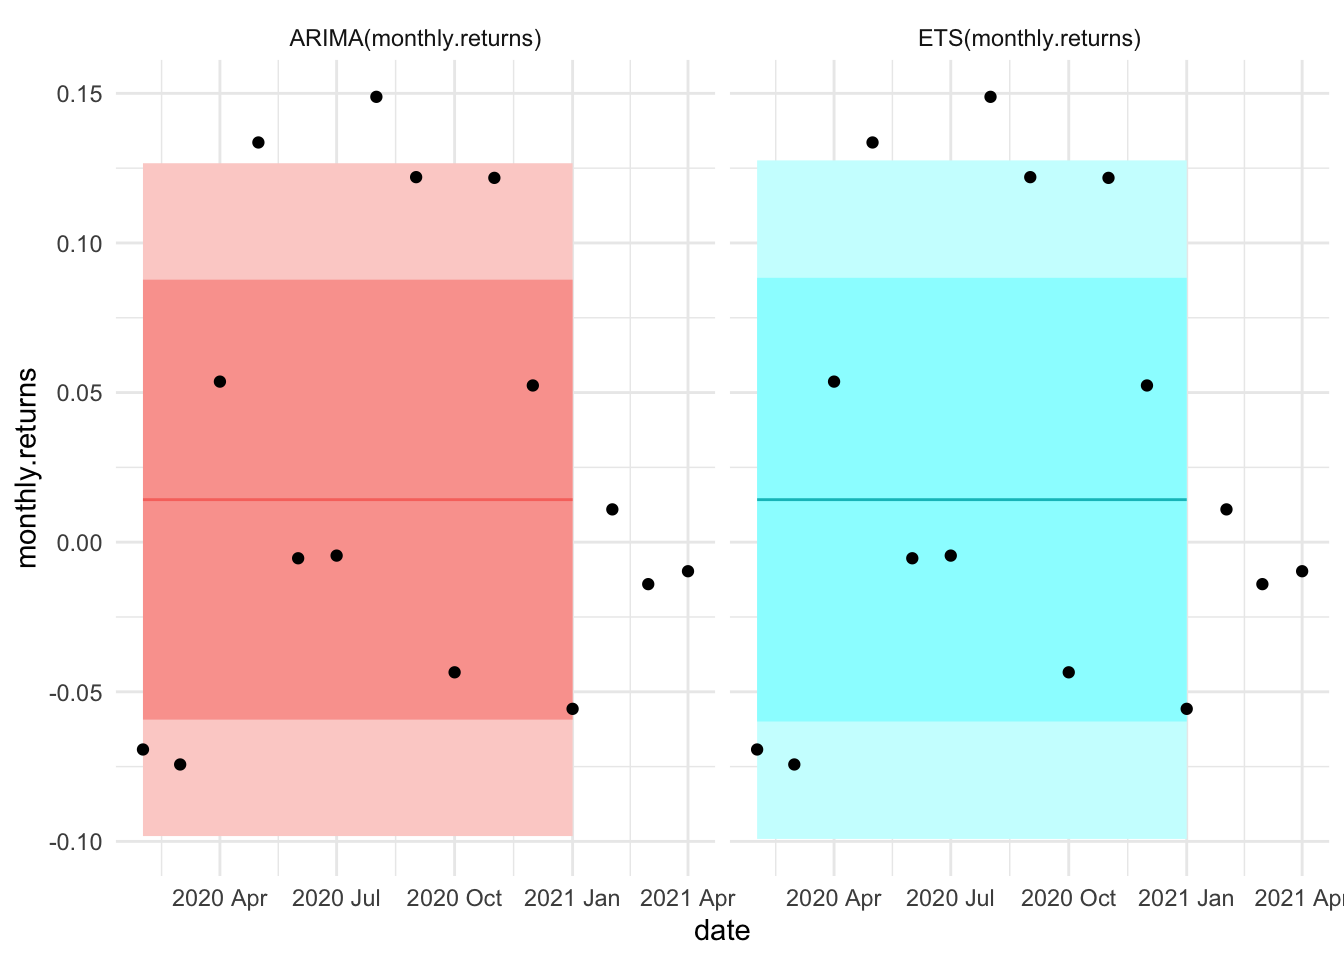 ARIMA(monthly.returns) ETS(monthly.returns)
0.15
0.10
0.05
0.00
-0.05
-0.10
monthly.returns
2020 Apr 2020 Jul 2020 Oct 2021 Jan 2021 Apr 2020 Apr 2020 Jul 2020 Oct 2021 Jan 2021 Apr
date